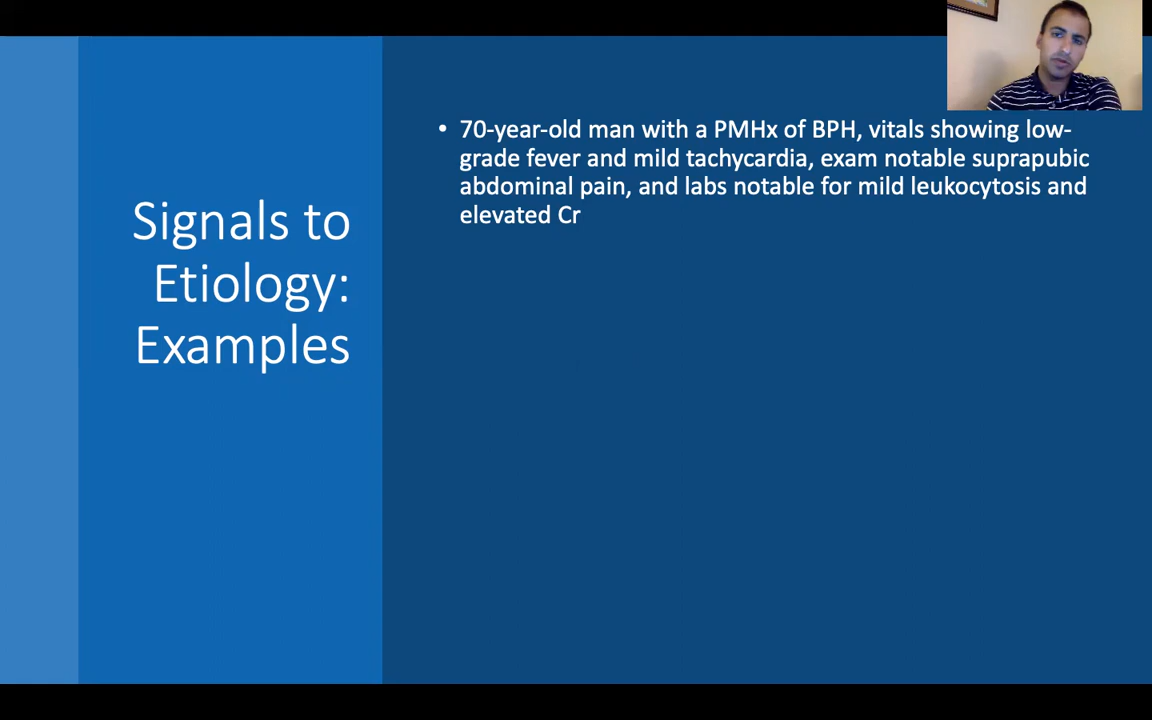 Signals to
Etiology:
Examples
• 70-year-old man with a PMHx of BPH, vitals showing low-
grade fever and mild tachycardia, exam notable suprapubic
abdominal pain, and labs notable for mild leukocytosis and
elevated Cr